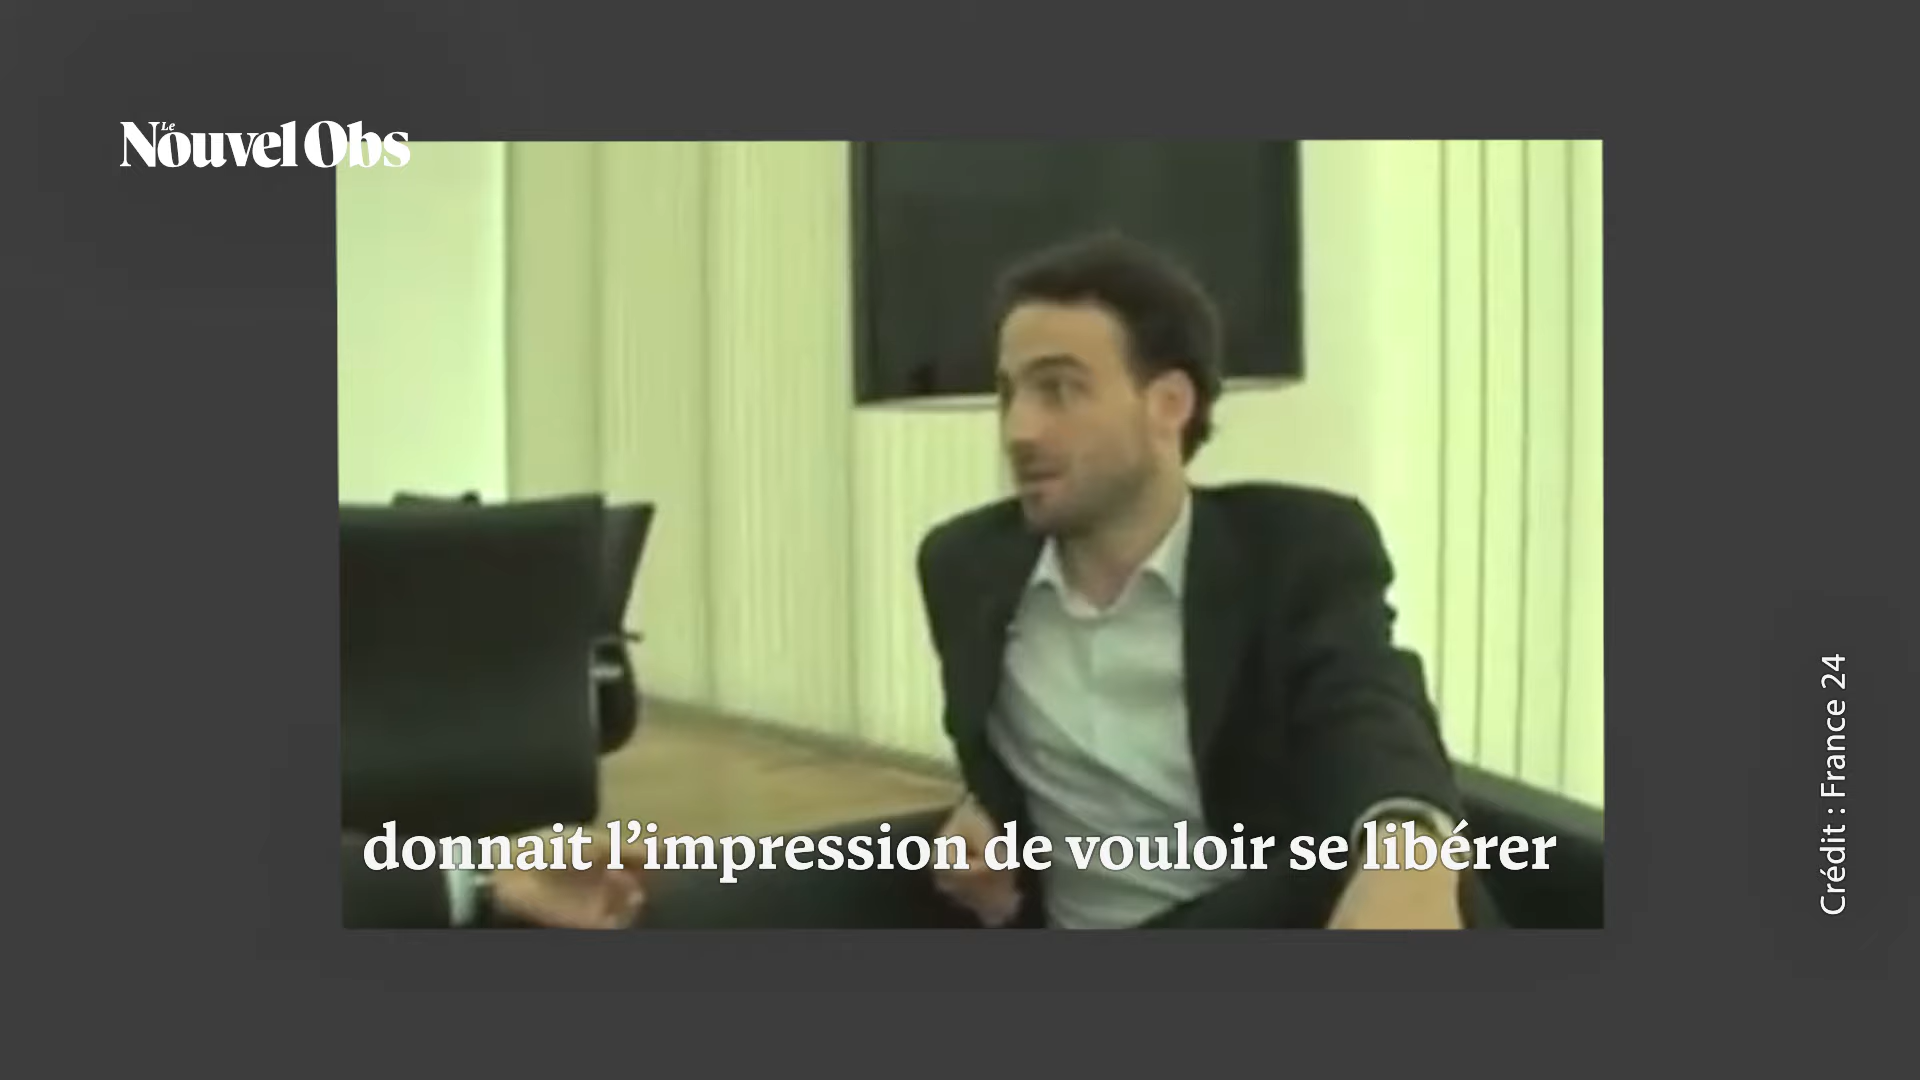 Le Nouvel Obs
donnait l’impression de vouloir se libérer
Crédit : France 24